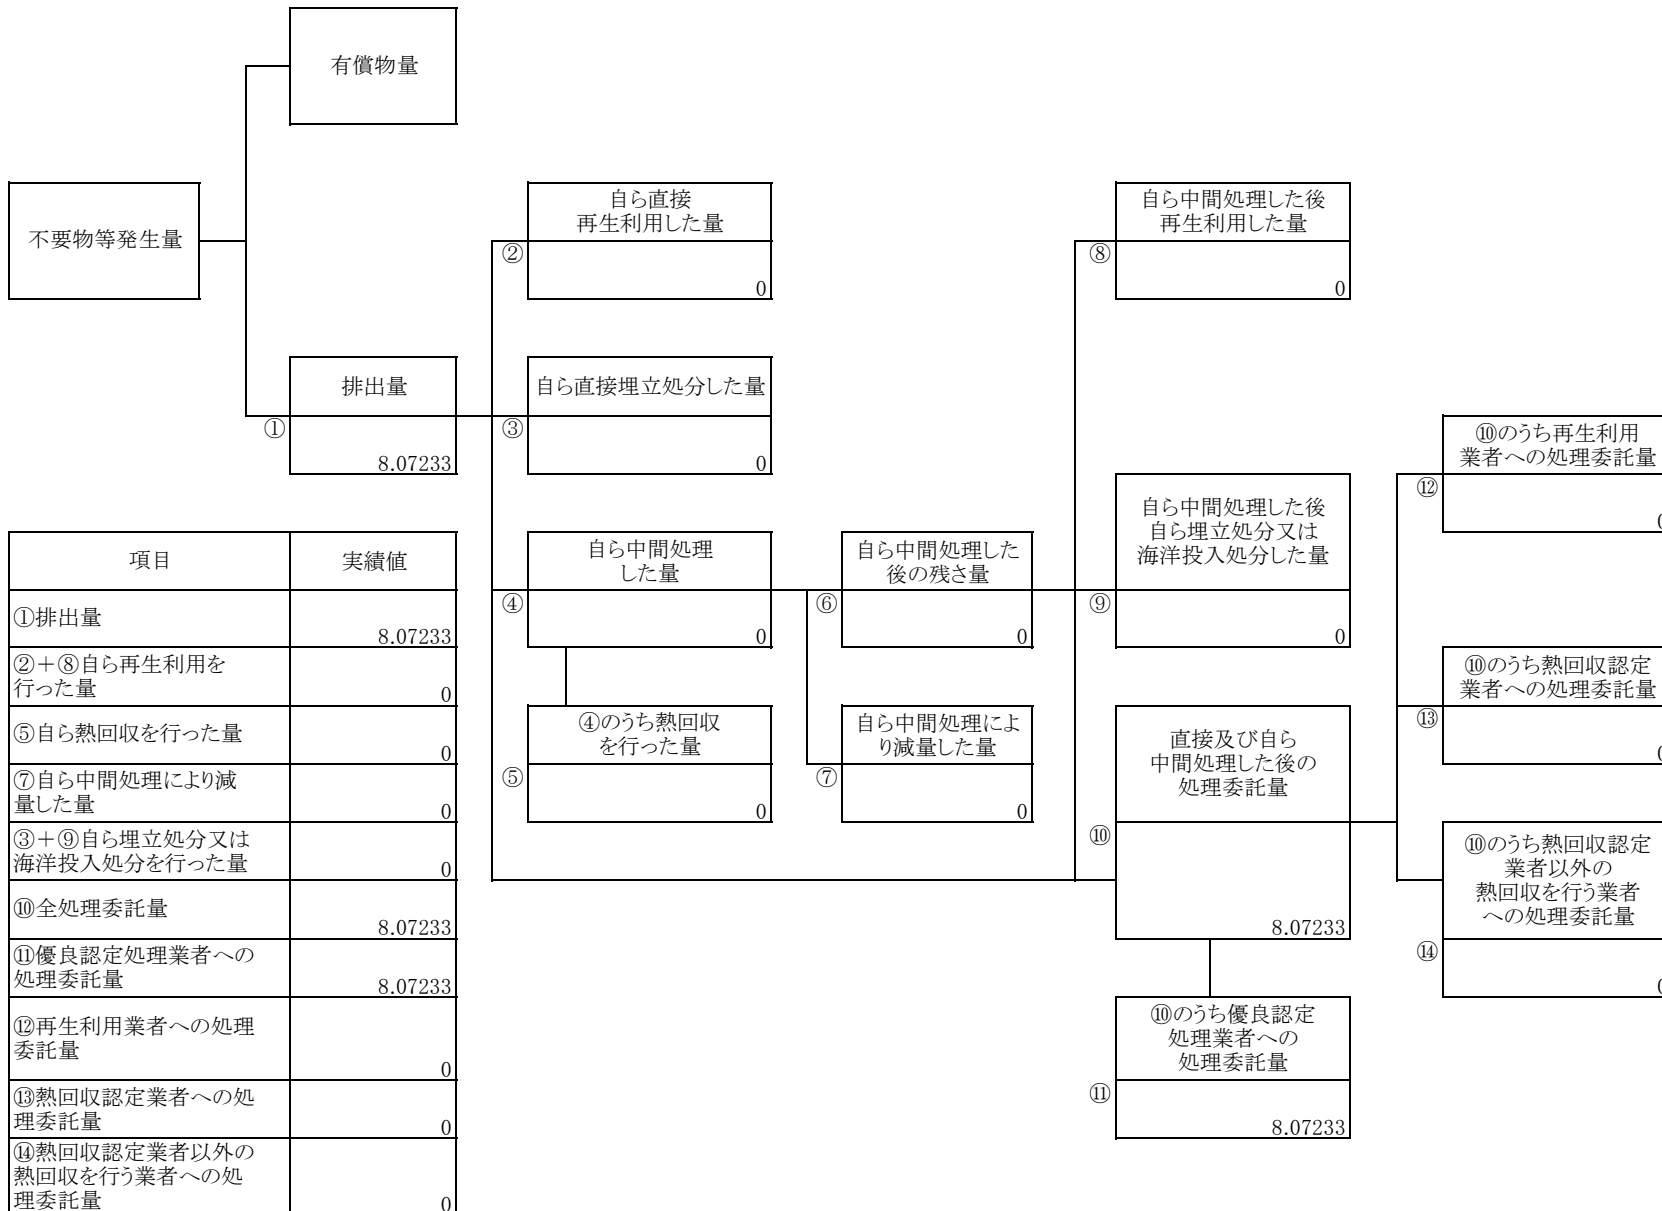 有償物量
不要物等発生量
自ら直接
再生利用した量
②
0
自ら中間処理した後
再生利用した量
⑧
0
排出量
①
8.07233
自ら直接埋立処分した量
③
0
⑩のうち再生利用
業者への処理委託量
⑫
自ら中間処理
した量
④
0
自ら中間処理した
後の残さ量
⑥
0
自ら中間処理した後
自ら埋立処分又は
海洋投入処分した量
⑨
0
⑩のうち熱回収認定
業者への処理委託量
⑬
④のうち熱回収
を行った量
⑤
0
自ら中間処理によ
り減量した量
⑦
0
直接及び自ら
中間処理した後の
処理委託量
⑩
8.07233
⑩のうち熱回収認定
業者以外の
熱回収を行う業者
への処理委託量
⑭
⑩のうち優良認定
処理業者への
処理委託量
⑪
8.07233
項目 実績値
①排出量
8.07233
②＋⑧自ら再生利用を
行った量
0
⑤自ら熱回収を行った量
0
⑦自ら中間処理により減
量した量
0
③＋⑨自ら埋立処分又は
海洋投入処分を行った量
0
⑩全処理委託量
8.07233
⑪優良認定処理業者への
処理委託量
8.07233
⑫再生利用業者への処理
委託量
0
⑬熱回収認定業者への処
理委託量
0
⑭熱回収認定業者以外の
熱回収を行う業者への処
理委託量
0